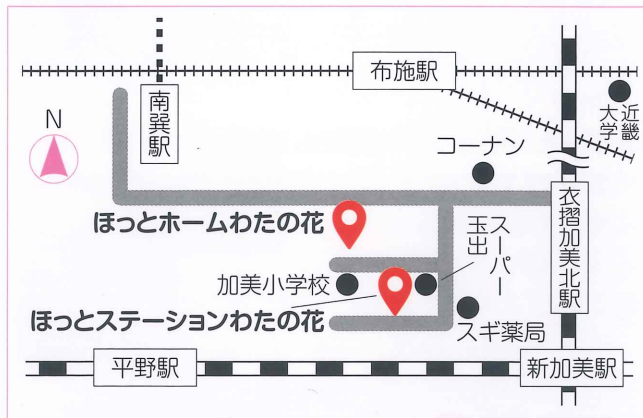 布施駅
南巽駅
近畿大学
N
コーナン
衣摺加美北駅
ほっとホームわたの花
スーパー玉出
加美小学校
ほっとステーションわたの花
スギ薬局
平野駅
新加美駅